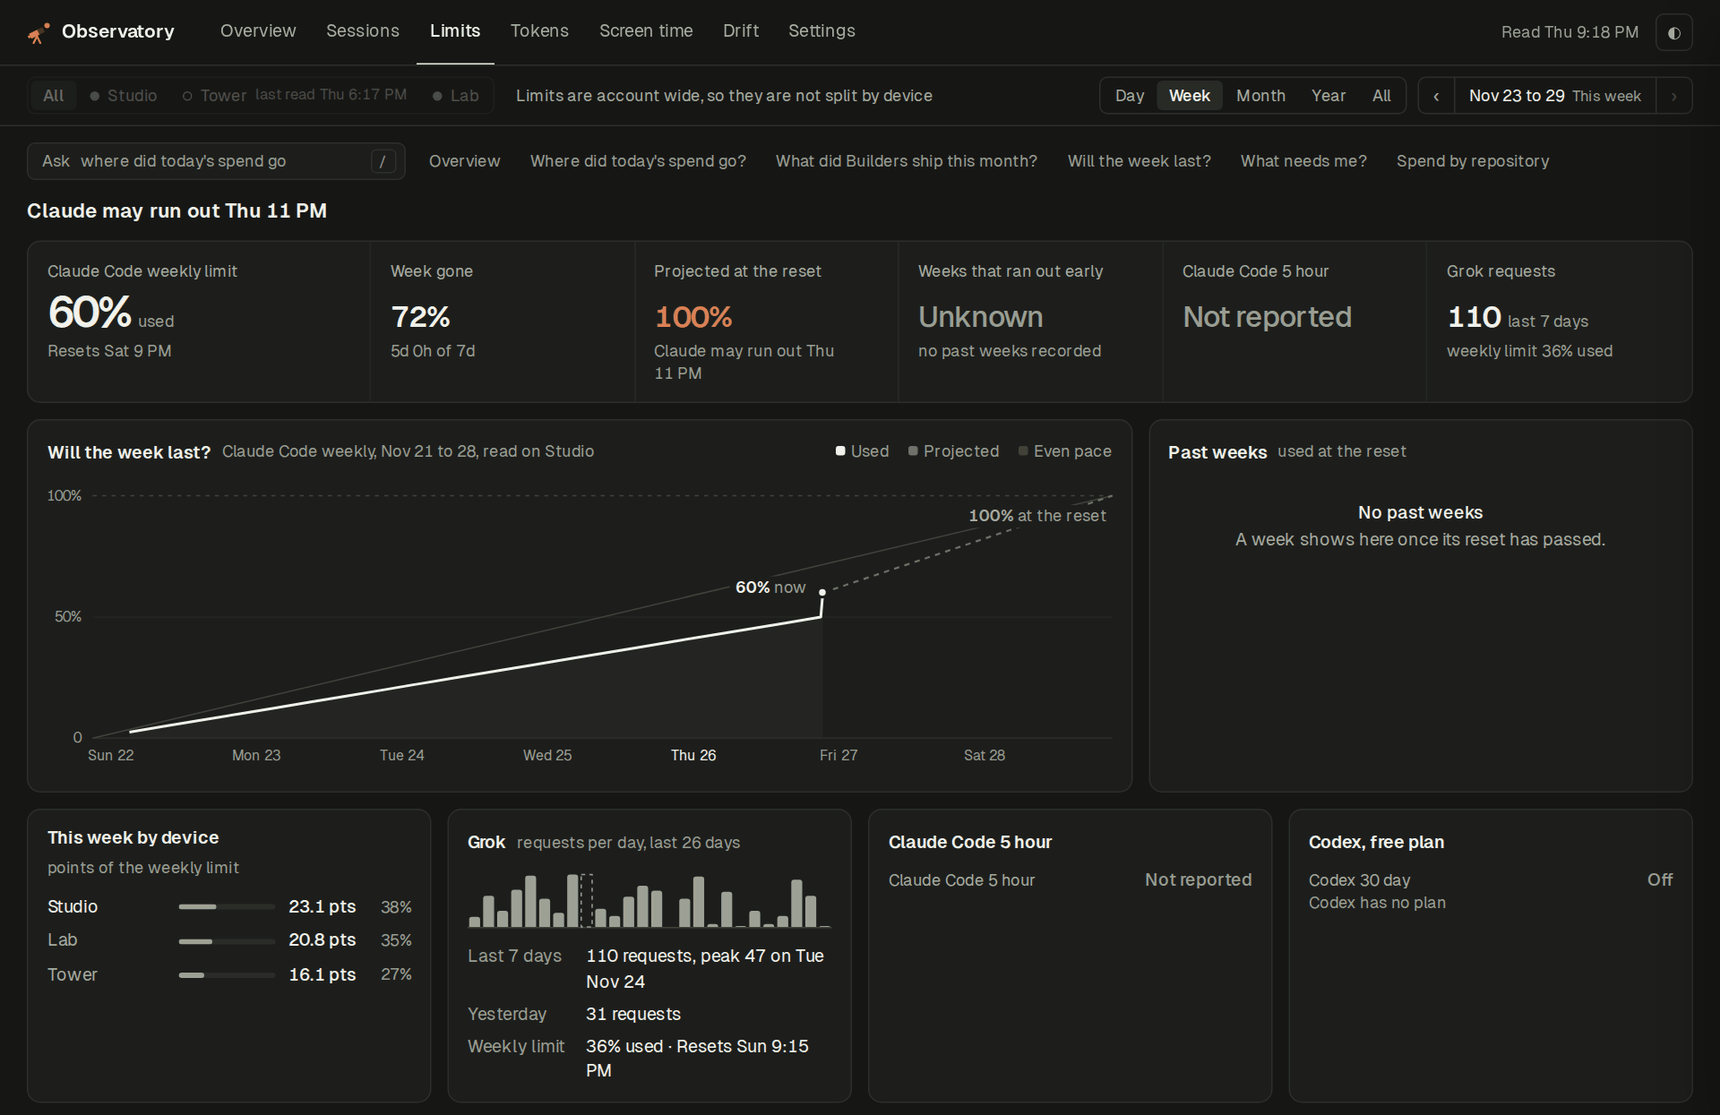 Observatory
Overview
Sessions
Limits
Tokens
Screen time
Drift
Settings
Read Thu 9:18 PM
All
Studio
Tower last read Thu 6:17 PM
Lab
Limits are account wide, so they are not split by device
Day
Week
Month
Year
All
‹
Nov 23 to 29 This week
›
Ask where did today's spend go
/
Overview
Where did today's spend go?
What did Builders ship this month?
Will the week last?
What needs me?
Spend by repository
Claude may run out Thu 11 PM
Claude Code weekly limit
60% used
Resets Sat 9 PM
Week gone
72%
5d 0h of 7d
Projected at the reset
100%
Claude may run out Thu
11 PM
Weeks that ran out early
Unknown
no past weeks recorded
Claude Code 5 hour
Not reported
Grok requests
110 last 7 days
weekly limit 36% used
Will the week last? Claude Code weekly, Nov 21 to 28, read on Studio
Used
Projected
Even pace
100%
100% at the reset
60% now
50%
0
Sun 22
Mon 23
Tue 24
Wed 25
Thu 26
Fri 27
Sat 28
Past weeks used at the reset
No past weeks
A week shows here once its reset has passed.
This week by device
points of the weekly limit
Studio 23.1 pts 38%
Lab 20.8 pts 35%
Tower 16.1 pts 27%
Grok requests per day, last 26 days
Last 7 days 110 requests, peak 47 on Tue
Nov 24
Yesterday 31 requests
Weekly limit 36% used · Resets Sun 9:15
PM
Claude Code 5 hour
Claude Code 5 hour Not reported
Codex, free plan
Codex 30 day Off
Codex has no plan